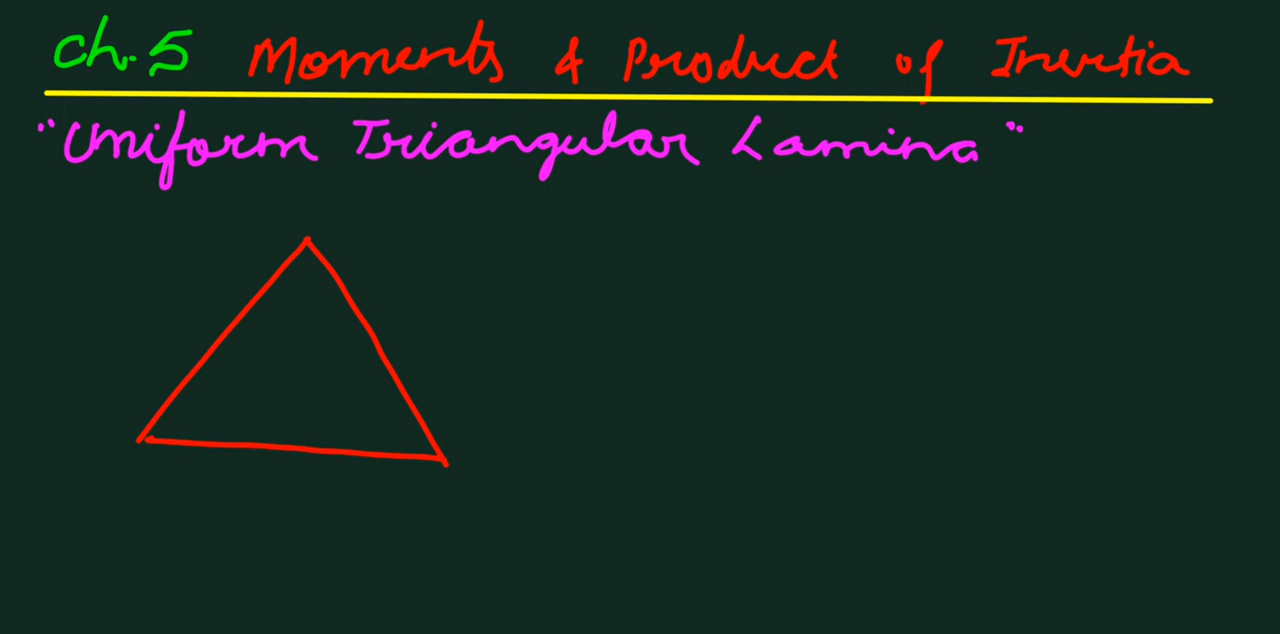 Ch. 5 Moments & Product of Inertia
"Uniform Triangular Lamina"